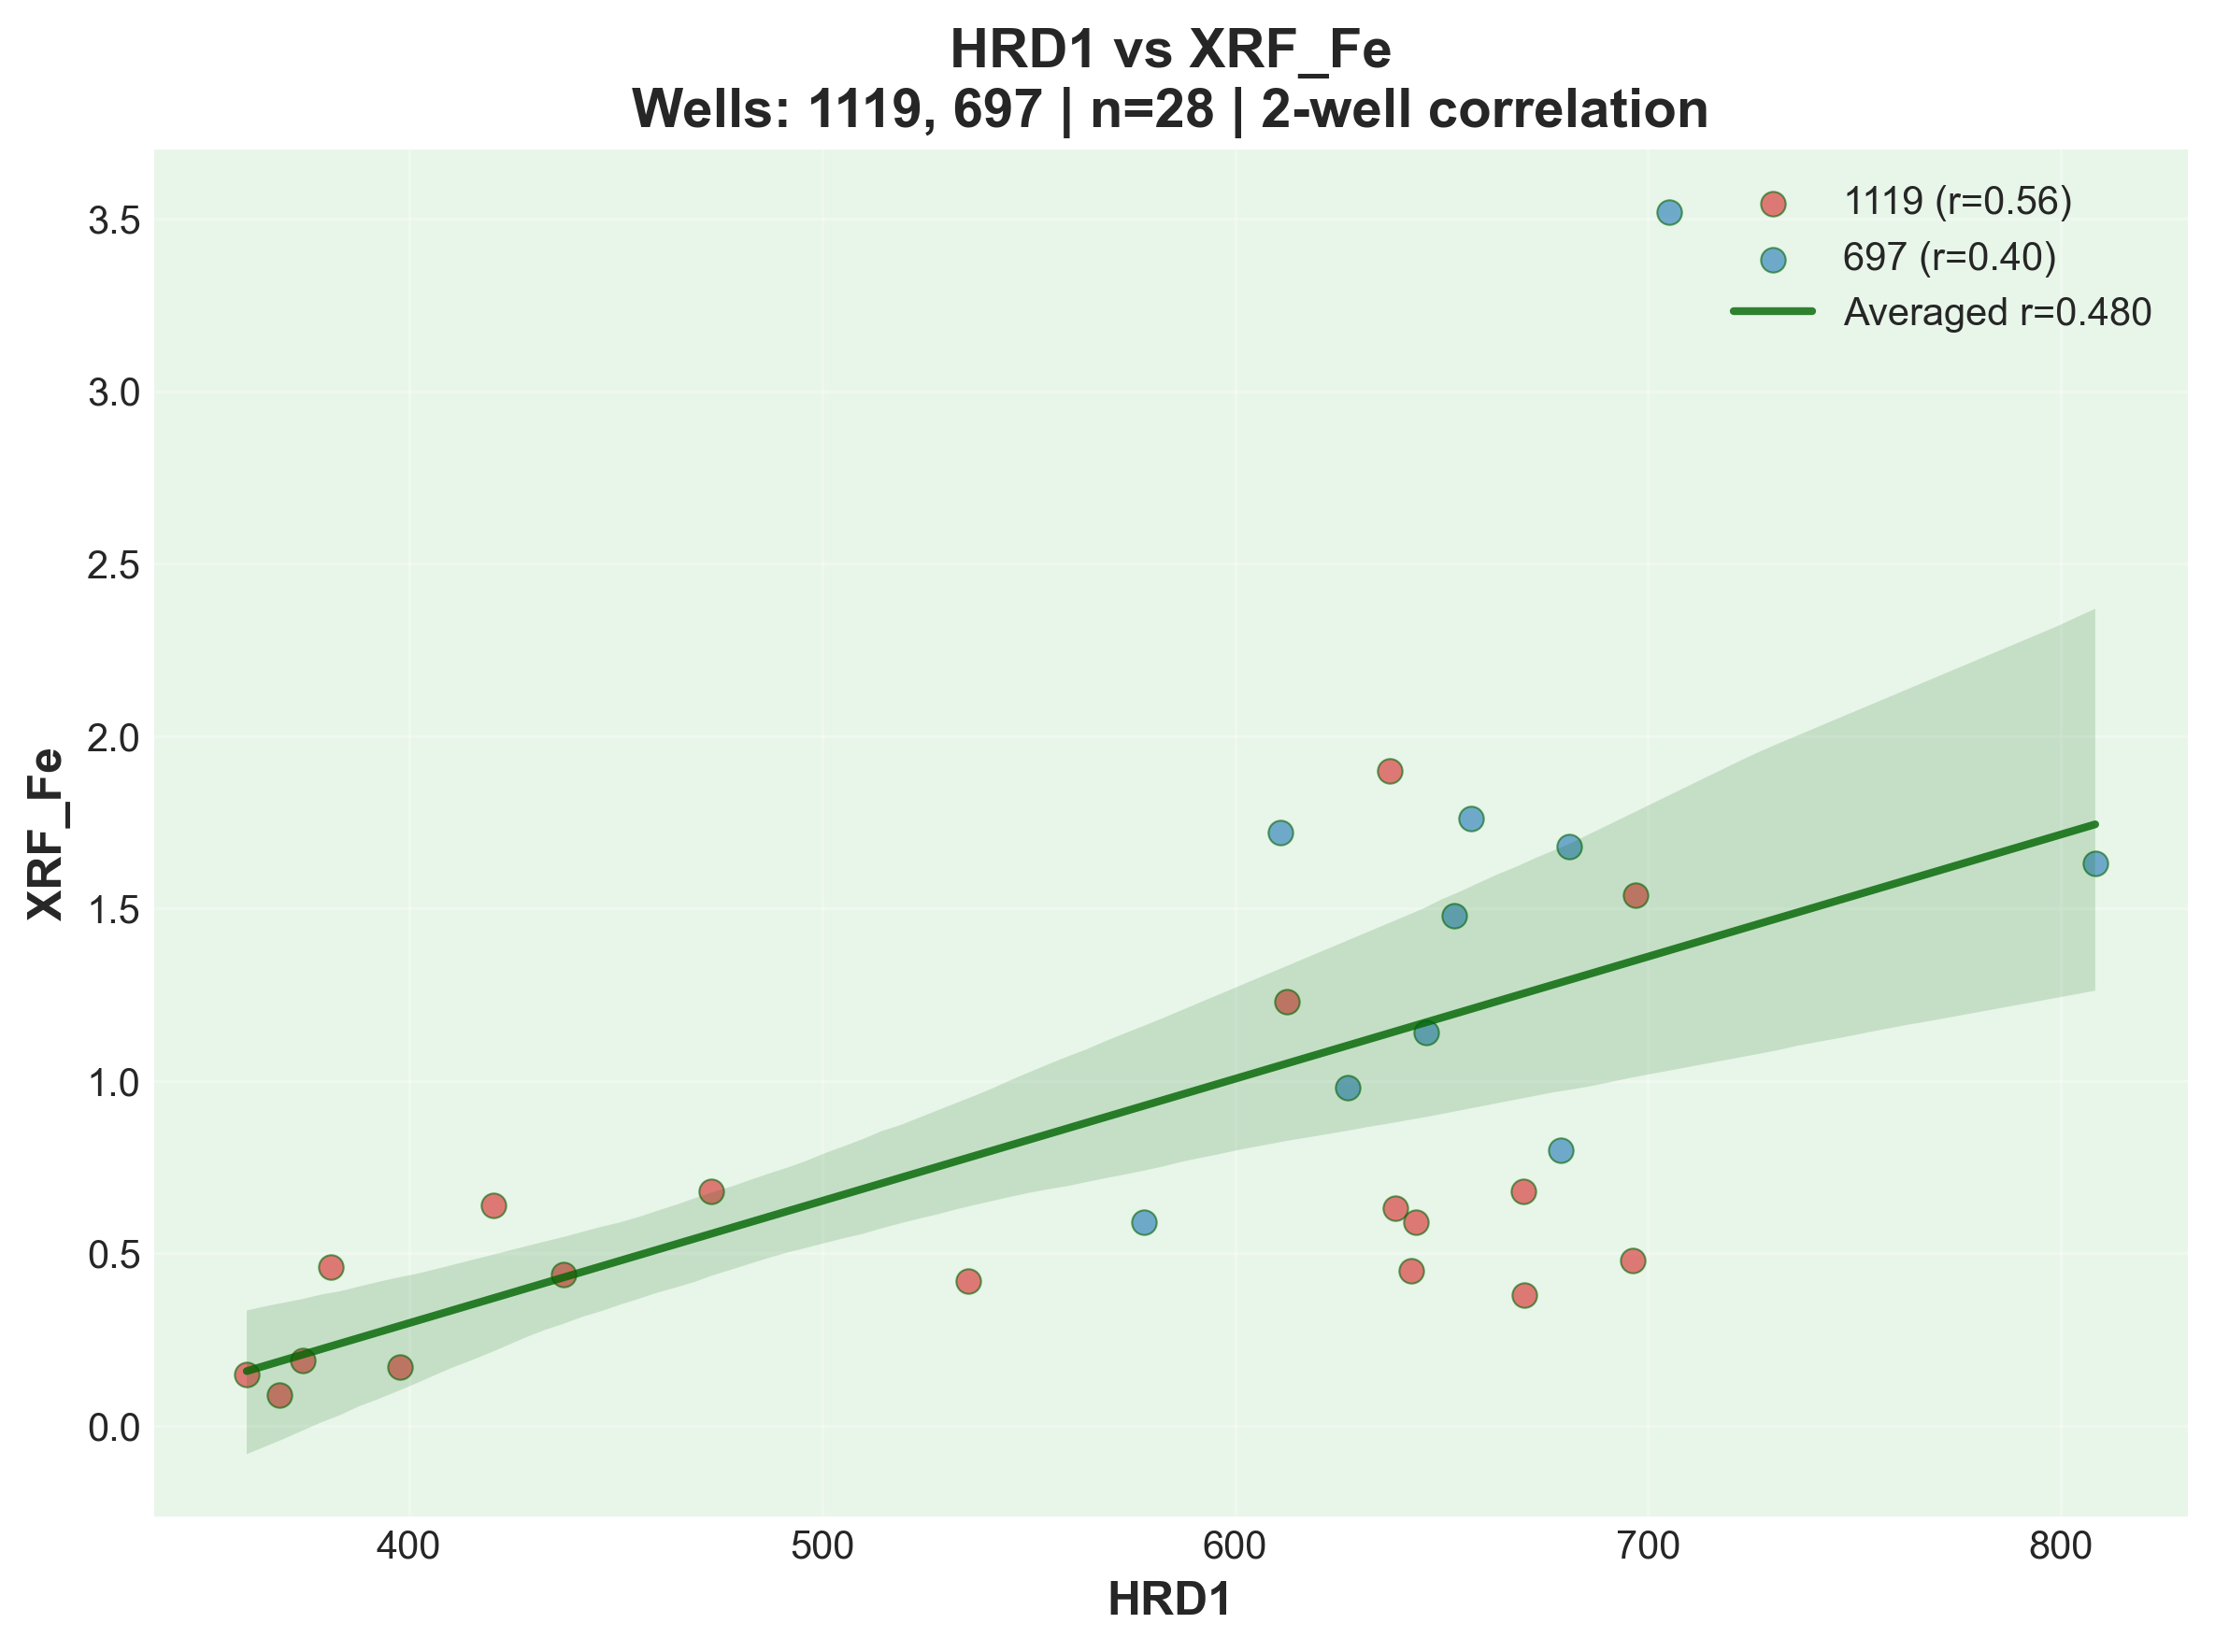 HRD1 vs XRF_Fe
Wells: 1119, 697 | n=28 | 2-well correlation
1119 (r=0.56)
697 (r=0.40)
Averaged r=0.480
XRF_Fe
3.5
3.0
2.5
2.0
1.5
1.0
0.5
0.0
400
500
600
700
800
HRD1